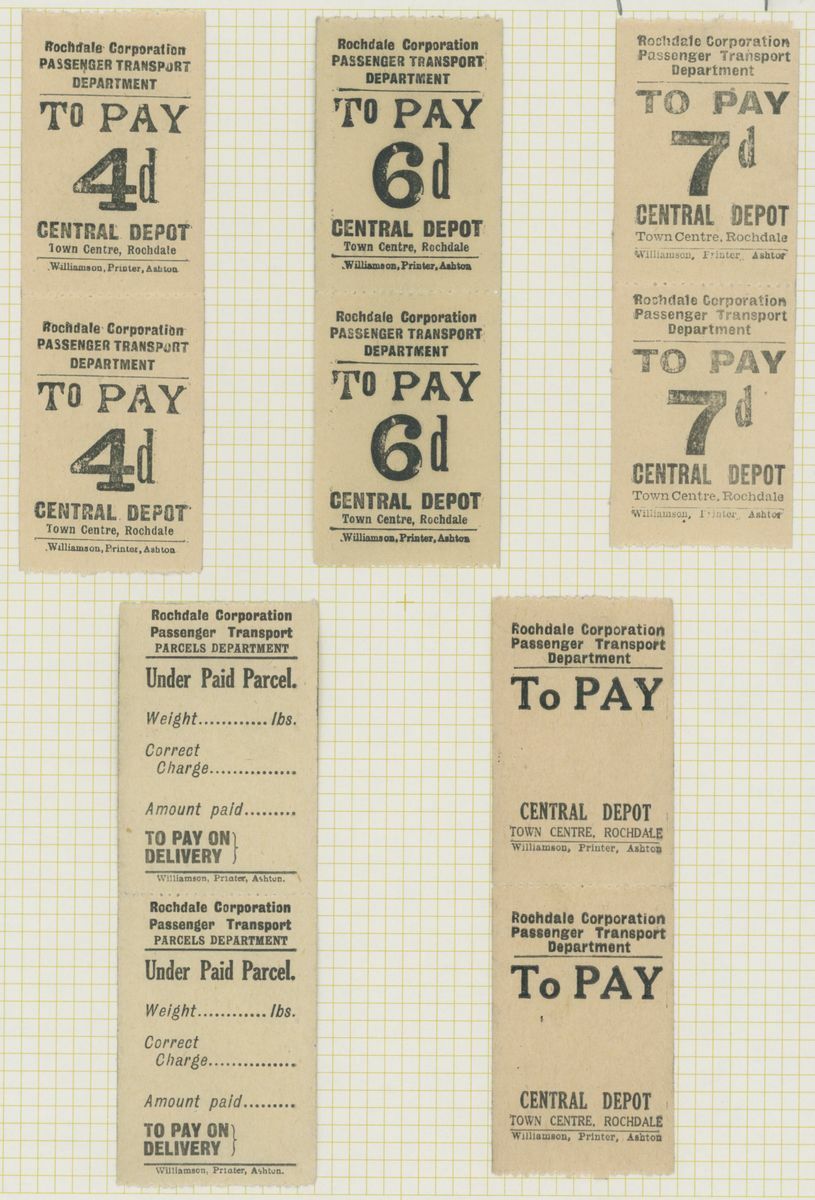 Rochdale Corporation
PASSENGER TRANSPORT
DEPARTMENT
TO PAY
4d
CENTRAL DEPOT
Town Centre, Rochdale
Williamson, Printer, Ashton
Rochdale Corporation
PASSENGER TRANSPORT
DEPARTMENT
TO PAY
4d
CENTRAL DEPOT
Town Centre, Rochdale
Williamson, Printer, Ashton
Rochdale Corporation
PASSENGER TRANSPORT
DEPARTMENT
TO PAY
6d
CENTRAL DEPOT
Town Centre, Rochdale
Williamson, Printer, Ashton
Rochdale Corporation
PASSENGER TRANSPORT
DEPARTMENT
TO PAY
6d
CENTRAL DEPOT
Town Centre, Rochdale
Williamson, Printer, Ashton
Rochdale Corporation
Passenger Transport
Department
TO PAY
7d
CENTRAL DEPOT
Town Centre, Rochdale
Williamson, Printer, Ashton
Rochdale Corporation
Passenger Transport
Department
TO PAY
7d
CENTRAL DEPOT
Town Centre, Rochdale
Williamson, Printer, Ashton
Rochdale Corporation
Passenger Transport
PARCELS DEPARTMENT
Under Paid Parcel.
Weight............lbs.
Correct
Charge...............
Amount paid.........
TO PAY ON }
DELIVERY
Williamson, Printer, Ashton.
Rochdale Corporation
Passenger Transport
PARCELS DEPARTMENT
Under Paid Parcel.
Weight............lbs.
Correct
Charge...............
Amount paid.........
TO PAY ON }
DELIVERY
Williamson, Printer, Ashton.
Rochdale Corporation
Passenger Transport
Department
To PAY
CENTRAL DEPOT
TOWN CENTRE, ROCHDALE
Williamson, Printer, Ashton
Rochdale Corporation
Passenger Transport
Department
To PAY
CENTRAL DEPOT
TOWN CENTRE, ROCHDALE
Williamson, Printer, Ashton